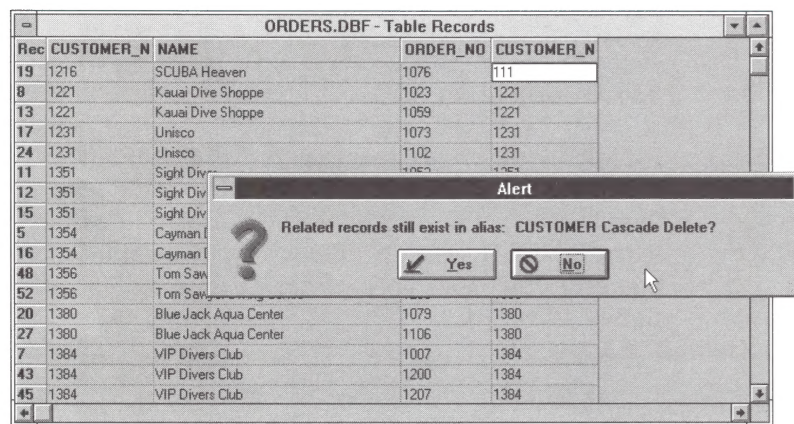 ORDERS.DBF - Table Records
Rec CUSTOMER_N NAME ORDER_NO CUSTOMER_N
19 1216 SCUBA Heaven 1076 111
8 1221 Kauai Dive Shoppe 1023 1221
13 1221 Kauai Dive Shoppe 1059 1221
17 1231 Unisco 1073 1231
24 1231 Unisco 1102 1231
11 1351 Sight
12 1351 Sight Div
15 1351 Sight Div
5 1354 Cayman
16 1354 Cayman
48 1356 Tom Saw
52 1356 Tom
20 1380 Blue Jack Aqua Center 1079 1380
27 1380 Blue Jack Aqua Center 1106 1380
7 1384 VIP Divers Club 1007 1384
43 1384 VIP Divers Club 1200 1384
45 1384 VIP Divers Club 1207 1384
Alert
Related records still exist in alias: CUSTOMER Cascade Delete?
Yes No